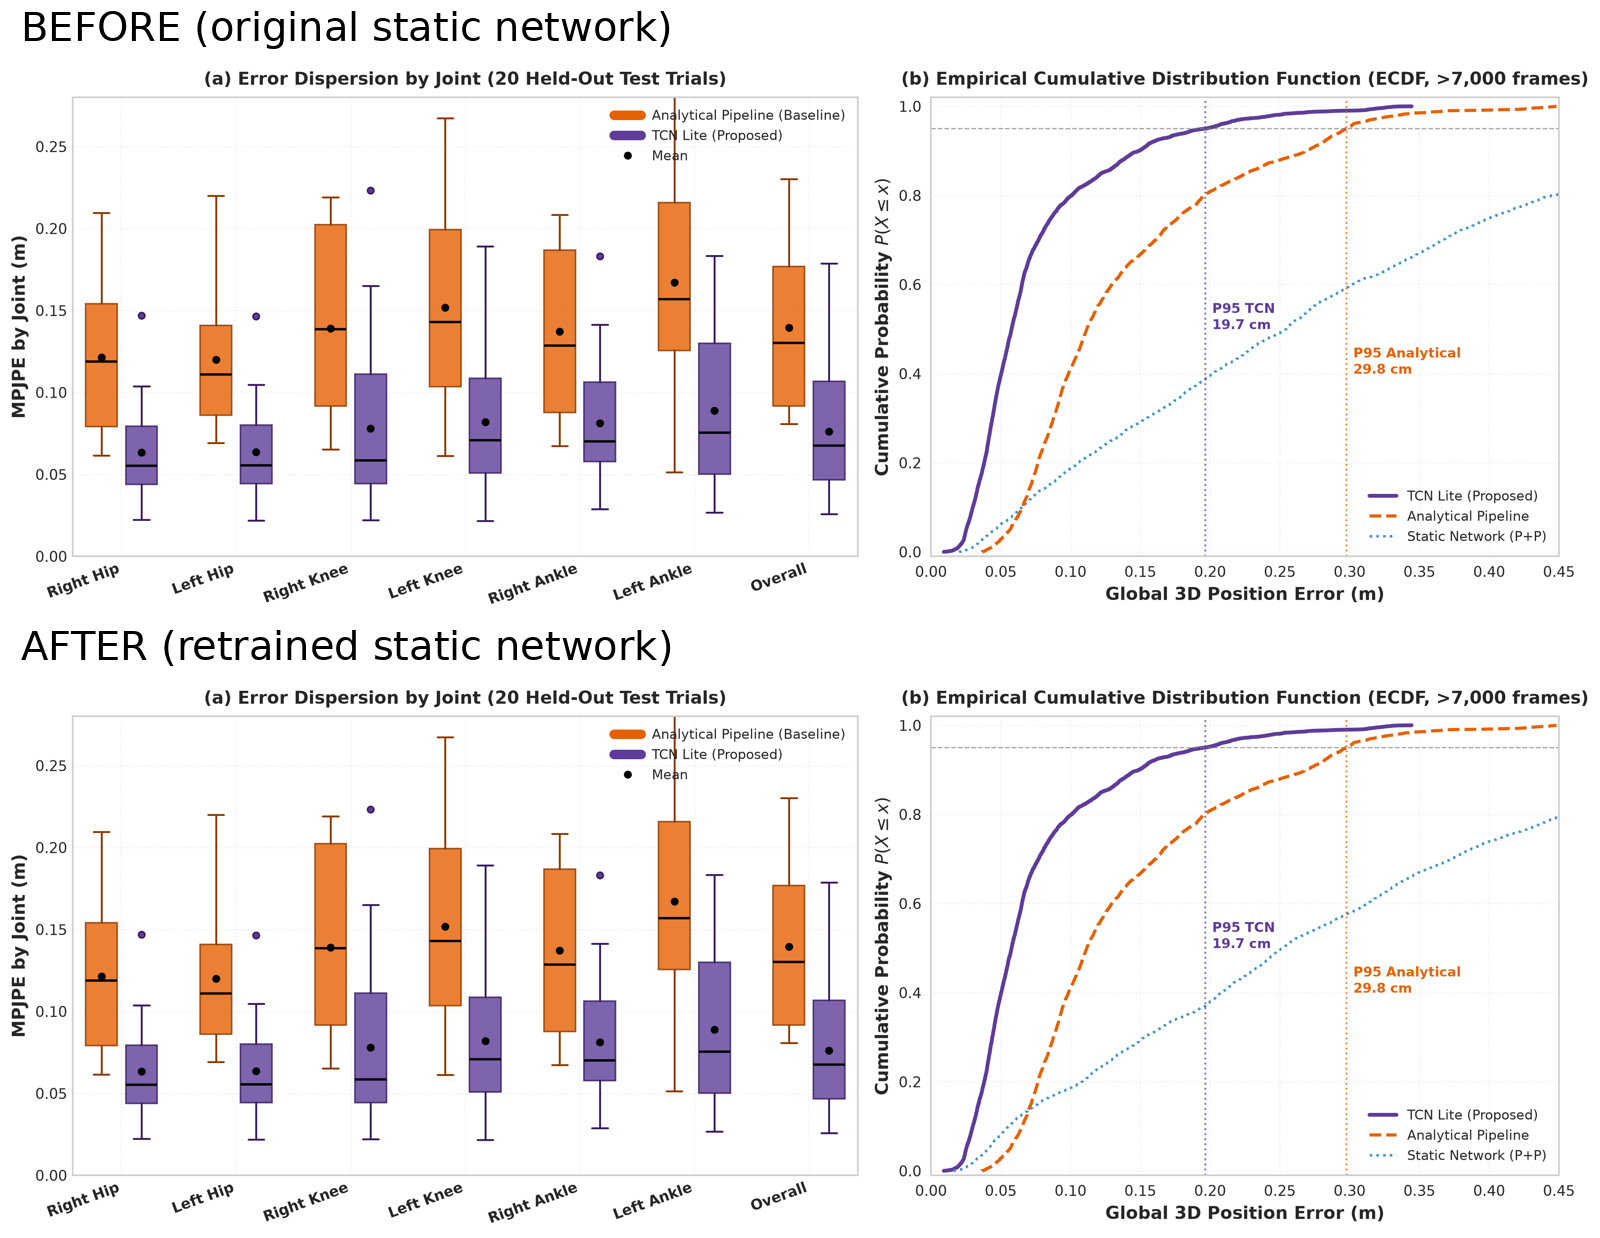 BEFORE (original static network)
(a) Error Dispersion by Joint (20 Held-Out Test Trials)
MPJPE by Joint (m)
0.25
0.20
0.15
0.10
0.05
0.00
Analytical Pipeline (Baseline)
TCN Lite (Proposed)
Mean
Right Hip
Left Hip
Right Knee
Left Knee
Right Ankle
Left Ankle
Overall
(b) Empirical Cumulative Distribution Function (ECDF, >7,000 frames)
Cumulative Probability P(X ≤ x)
1.0
0.8
0.6
0.4
0.2
0.0
P95 TCN
19.7 cm
P95 Analytical
29.8 cm
TCN Lite (Proposed)
Analytical Pipeline
Static Network (P+P)
0.00 0.05 0.10 0.15 0.20 0.25 0.30 0.35 0.40 0.45
Global 3D Position Error (m)
AFTER (retrained static network)
(a) Error Dispersion by Joint (20 Held-Out Test Trials)
MPJPE by Joint (m)
0.25
0.20
0.15
0.10
0.05
0.00
Analytical Pipeline (Baseline)
TCN Lite (Proposed)
Mean
Right Hip
Left Hip
Right Knee
Left Knee
Right Ankle
Left Ankle
Overall
(b) Empirical Cumulative Distribution Function (ECDF, >7,000 frames)
Cumulative Probability P(X ≤ x)
1.0
0.8
0.6
0.4
0.2
0.0
P95 TCN
19.7 cm
P95 Analytical
29.8 cm
TCN Lite (Proposed)
Analytical Pipeline
Static Network (P+P)
0.00 0.05 0.10 0.15 0.20 0.25 0.30 0.35 0.40 0.45
Global 3D Position Error (m)